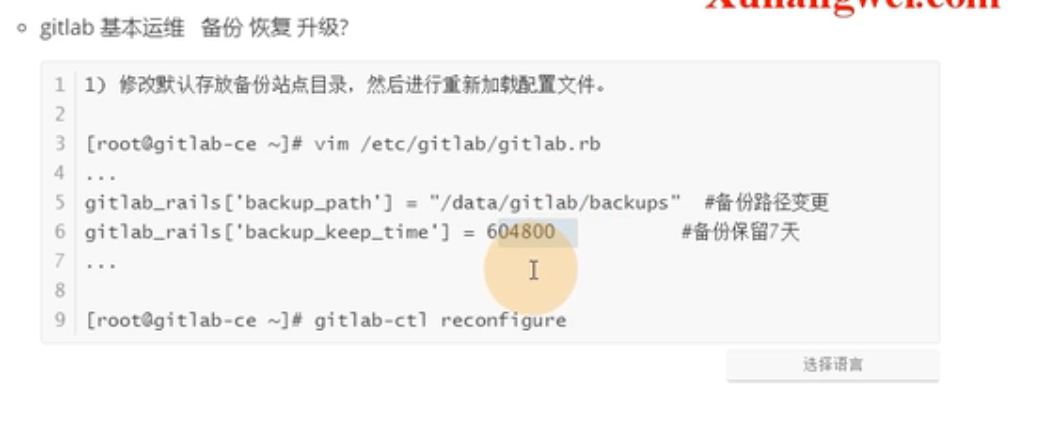 Xuliangwei.com
gitlab 基本运维 备份 恢复 升级?
1 1) 修改默认存放备份站点目录，然后进行重新加载配置文件。
2
3 [root@gitlab-ce ~]# vim /etc/gitlab/gitlab.rb
4 ...
5 gitlab_rails['backup_path'] = "/data/gitlab/backups" #备份路径变更
6 gitlab_rails['backup_keep_time'] = 604800 #备份保留7天
7 ...
8
9 [root@gitlab-ce ~]# gitlab-ctl reconfigure
选择语言